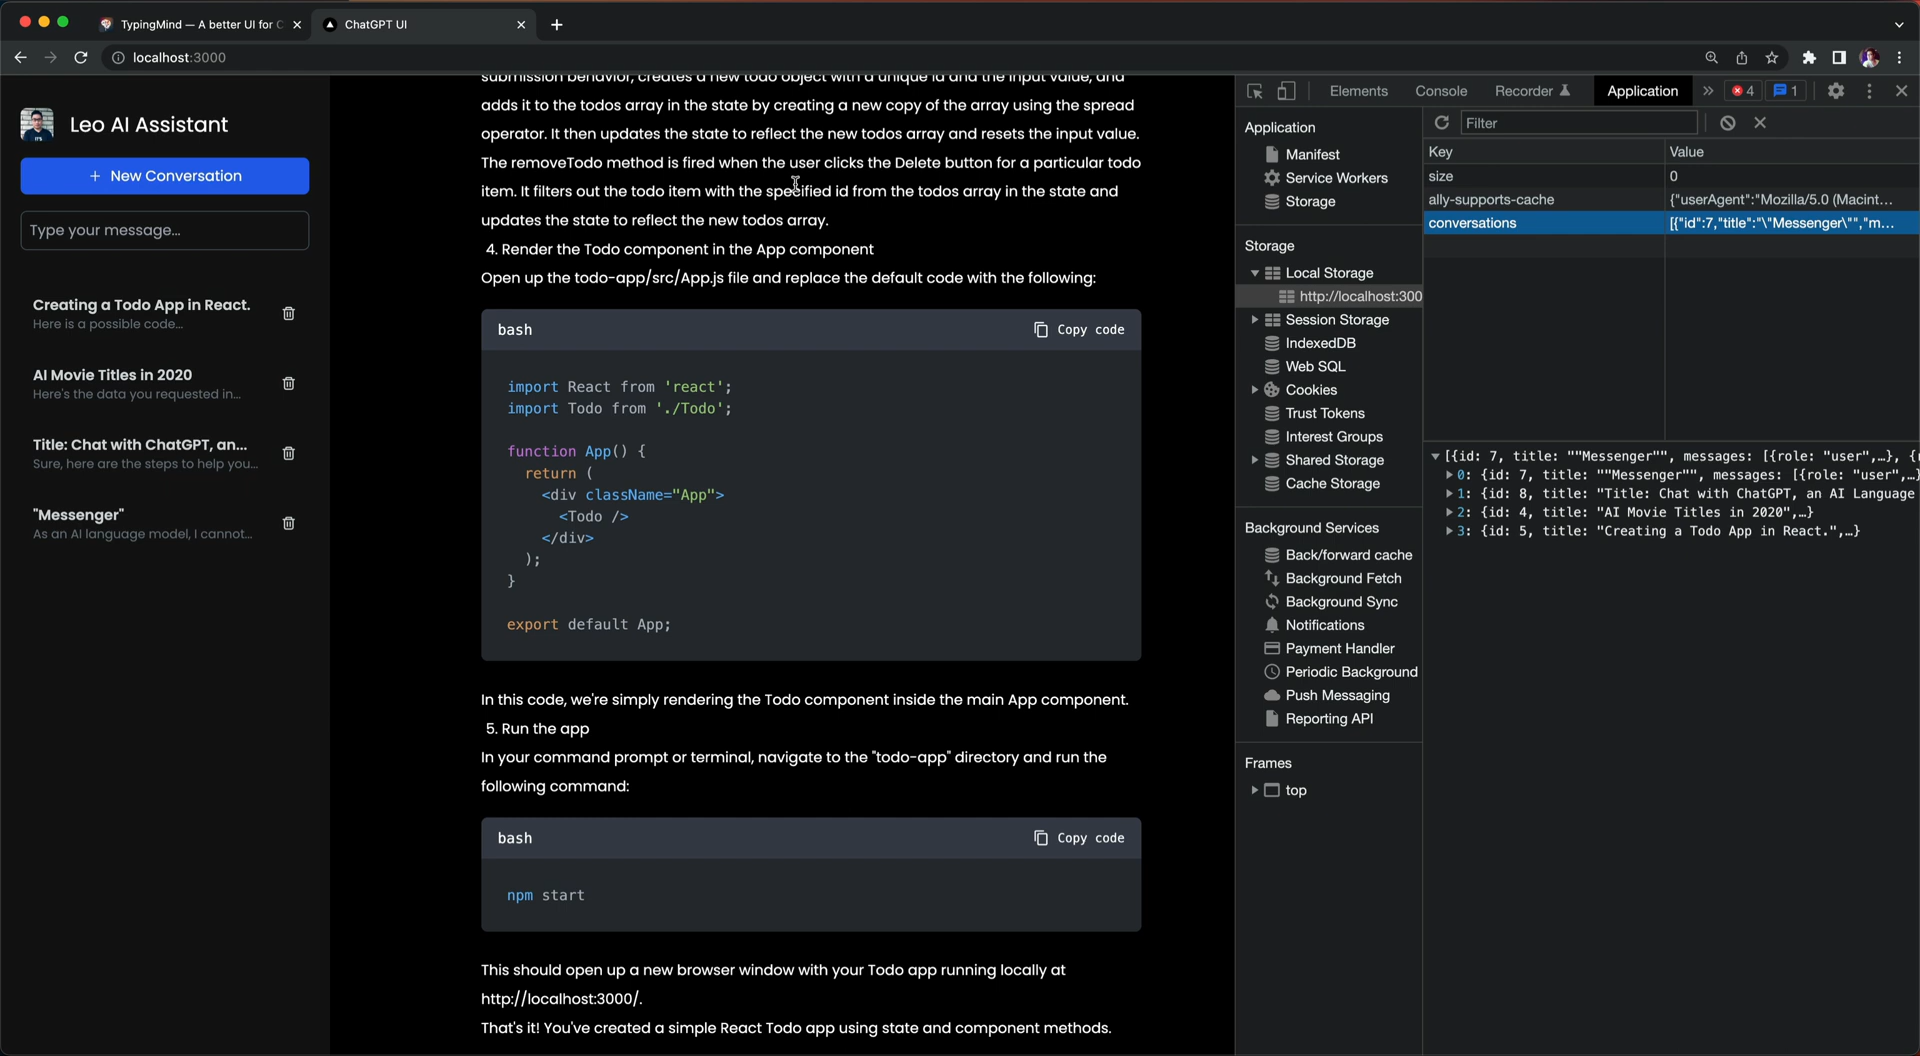 TypingMind — A better UI for C
ChatGPT UI
localhost:3000
Leo AI Assistant
+ New Conversation
Type your message...
Creating a Todo App in React.
Here is a possible code...
AI Movie Titles in 2020
Here's the data you requested in...
Title: Chat with ChatGPT, an...
Sure, here are the steps to help you...
"Messenger"
As an AI language model, I cannot...
submission behavior, creates a new todo object with a unique id and the input value, and
adds it to the todos array in the state by creating a new copy of the array using the spread
operator. It then updates the state to reflect the new todos array and resets the input value.
The removeTodo method is fired when the user clicks the Delete button for a particular todo
item. It filters out the todo item with the specified id from the todos array in the state and
updates the state to reflect the new todos array.
4. Render the Todo component in the App component
Open up the todo-app/src/App.js file and replace the default code with the following:
bash
Copy code
import React from 'react';
import Todo from './Todo';
function App() {
return (
<div className="App">
<Todo />
</div>
);
}
export default App;
In this code, we're simply rendering the Todo component inside the main App component.
5. Run the app
In your command prompt or terminal, navigate to the "todo-app" directory and run the
following command:
bash
Copy code
npm start
This should open up a new browser window with your Todo app running locally at
http://localhost:3000/.
That's it! You've created a simple React Todo app using state and component methods.
Elements
Console
Recorder
Application
4
1
Application
Manifest
Service Workers
Storage
Storage
Local Storage
http://localhost:300
Session Storage
IndexedDB
Web SQL
Cookies
Trust Tokens
Interest Groups
Shared Storage
Cache Storage
Background Services
Back/forward cache
Background Fetch
Background Sync
Notifications
Payment Handler
Periodic Background
Push Messaging
Reporting API
Frames
top
Filter
Key Value
size 0
ally-supports-cache {"userAgent":"Mozilla/5.0 (Macint...
conversations [{"id":7,"title":"\"Messenger\"","m...
[{id: 7, title: ""Messenger"", messages: [{role: "user",…}, {r
0: {id: 7, title: ""Messenger"", messages: [{role: "user",…}
1: {id: 8, title: "Title: Chat with ChatGPT, an AI Language
2: {id: 4, title: "AI Movie Titles in 2020",…}
3: {id: 5, title: "Creating a Todo App in React.",…}